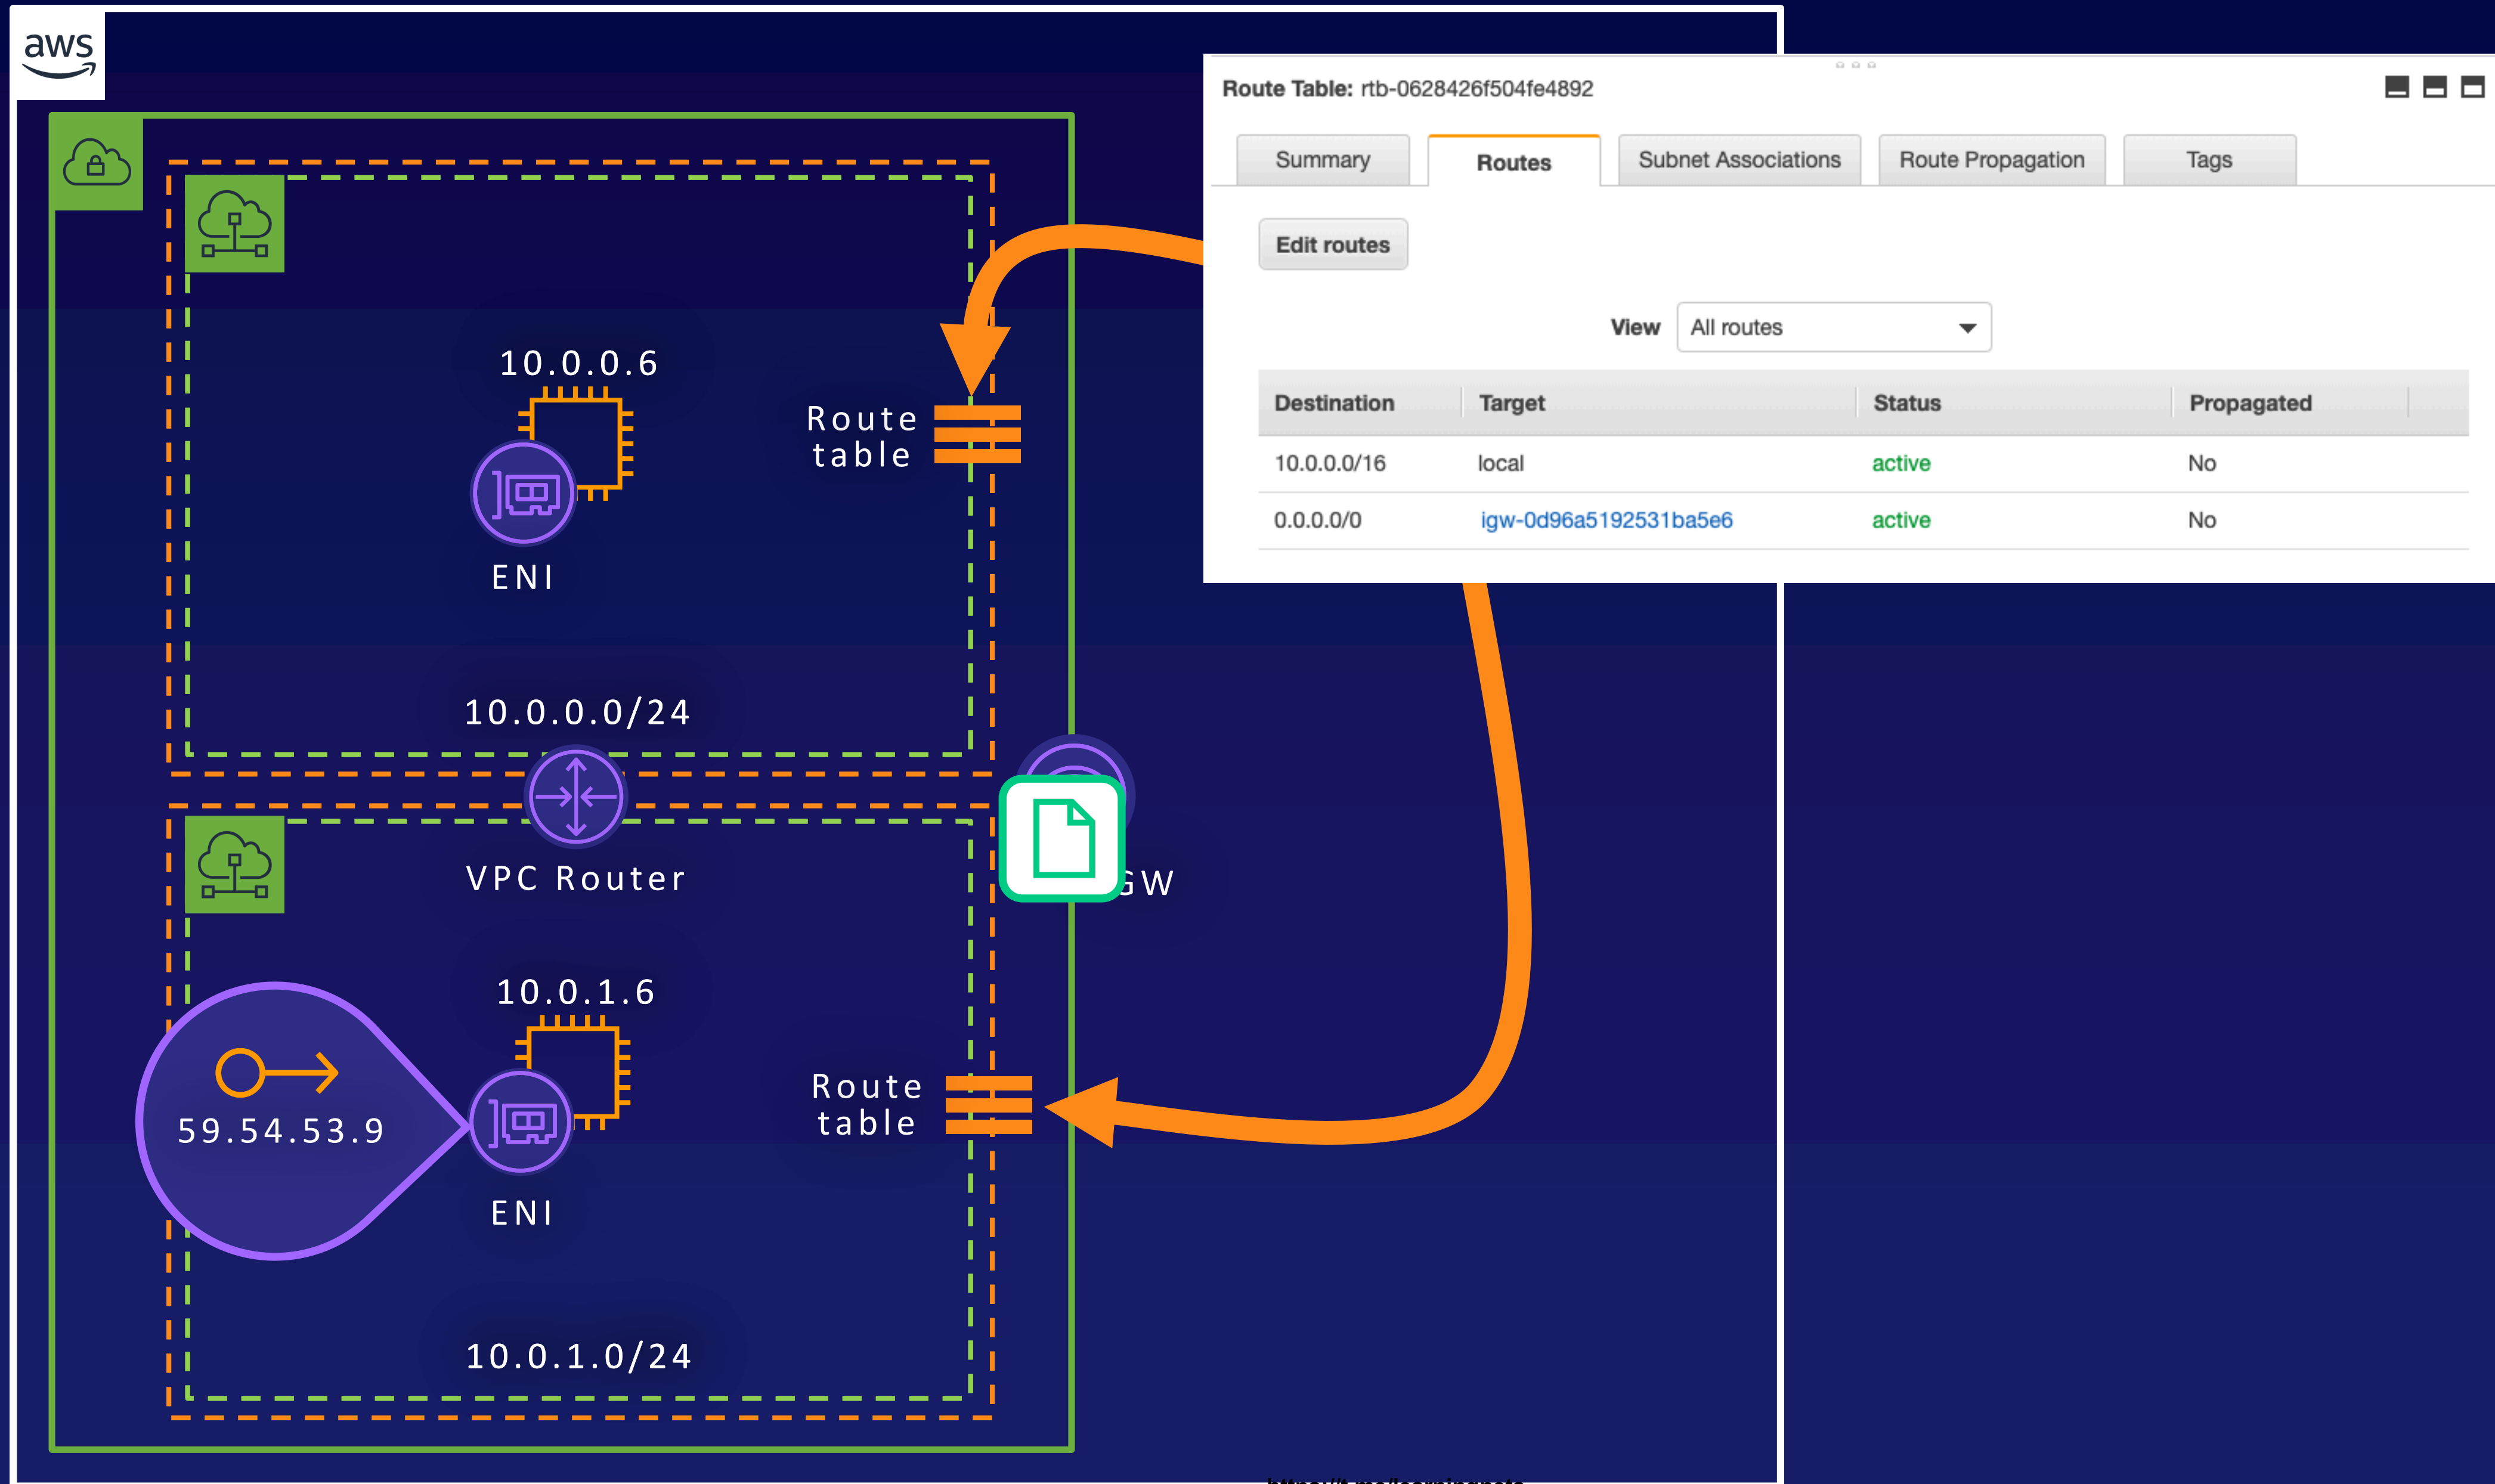 aws
Route Table: rtb-0628426f504fe4892
Summary Routes Subnet Associations Route Propagation Tags
Edit routes
View All routes
Destination Target Status Propagated
10.0.0.0/16 local active No
0.0.0.0/0 igw-0d96a5192531ba5e6 active No
10.0.0.6
Route
table
ENI
10.0.0.0/24
VPC Router
GW
10.0.1.6
59.54.53.9
Route
table
ENI
10.0.1.0/24